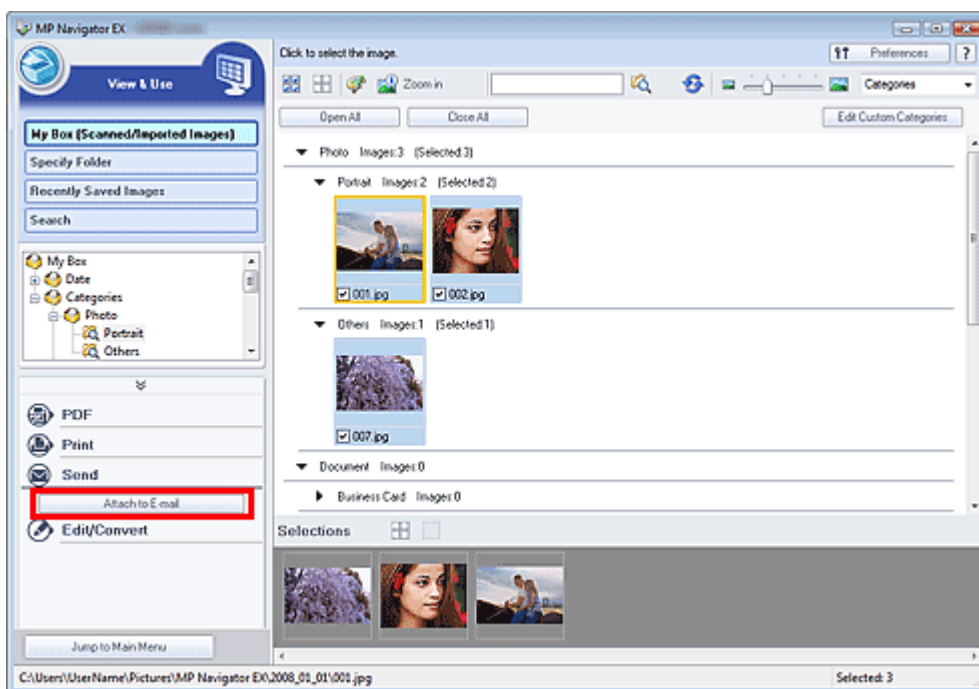 MP Navigator EX
Click to select the image.
Preferences
?
View & Use
Zoom in
Categories
Open All
Close All
Edit Custom Categories
My Box (Scanned/Imported Images)
Specify Folder
Recently Saved Images
Search
My Box
Date
Categories
Photo
Portrait
Others
PDF
Print
Send
Attach to E-mail
Edit/Convert
Jump to Main Menu
Photo Images:3 (Selected:3)
Portrait Images:2 (Selected:2)
001.jpg
002.jpg
Others Images:1 (Selected:1)
007.jpg
Document Images:0
Business Card Images:0
Selections
C:\Users\UserName\Pictures\MP Navigator EX\2008_01_01\001.jpg
Selected: 3